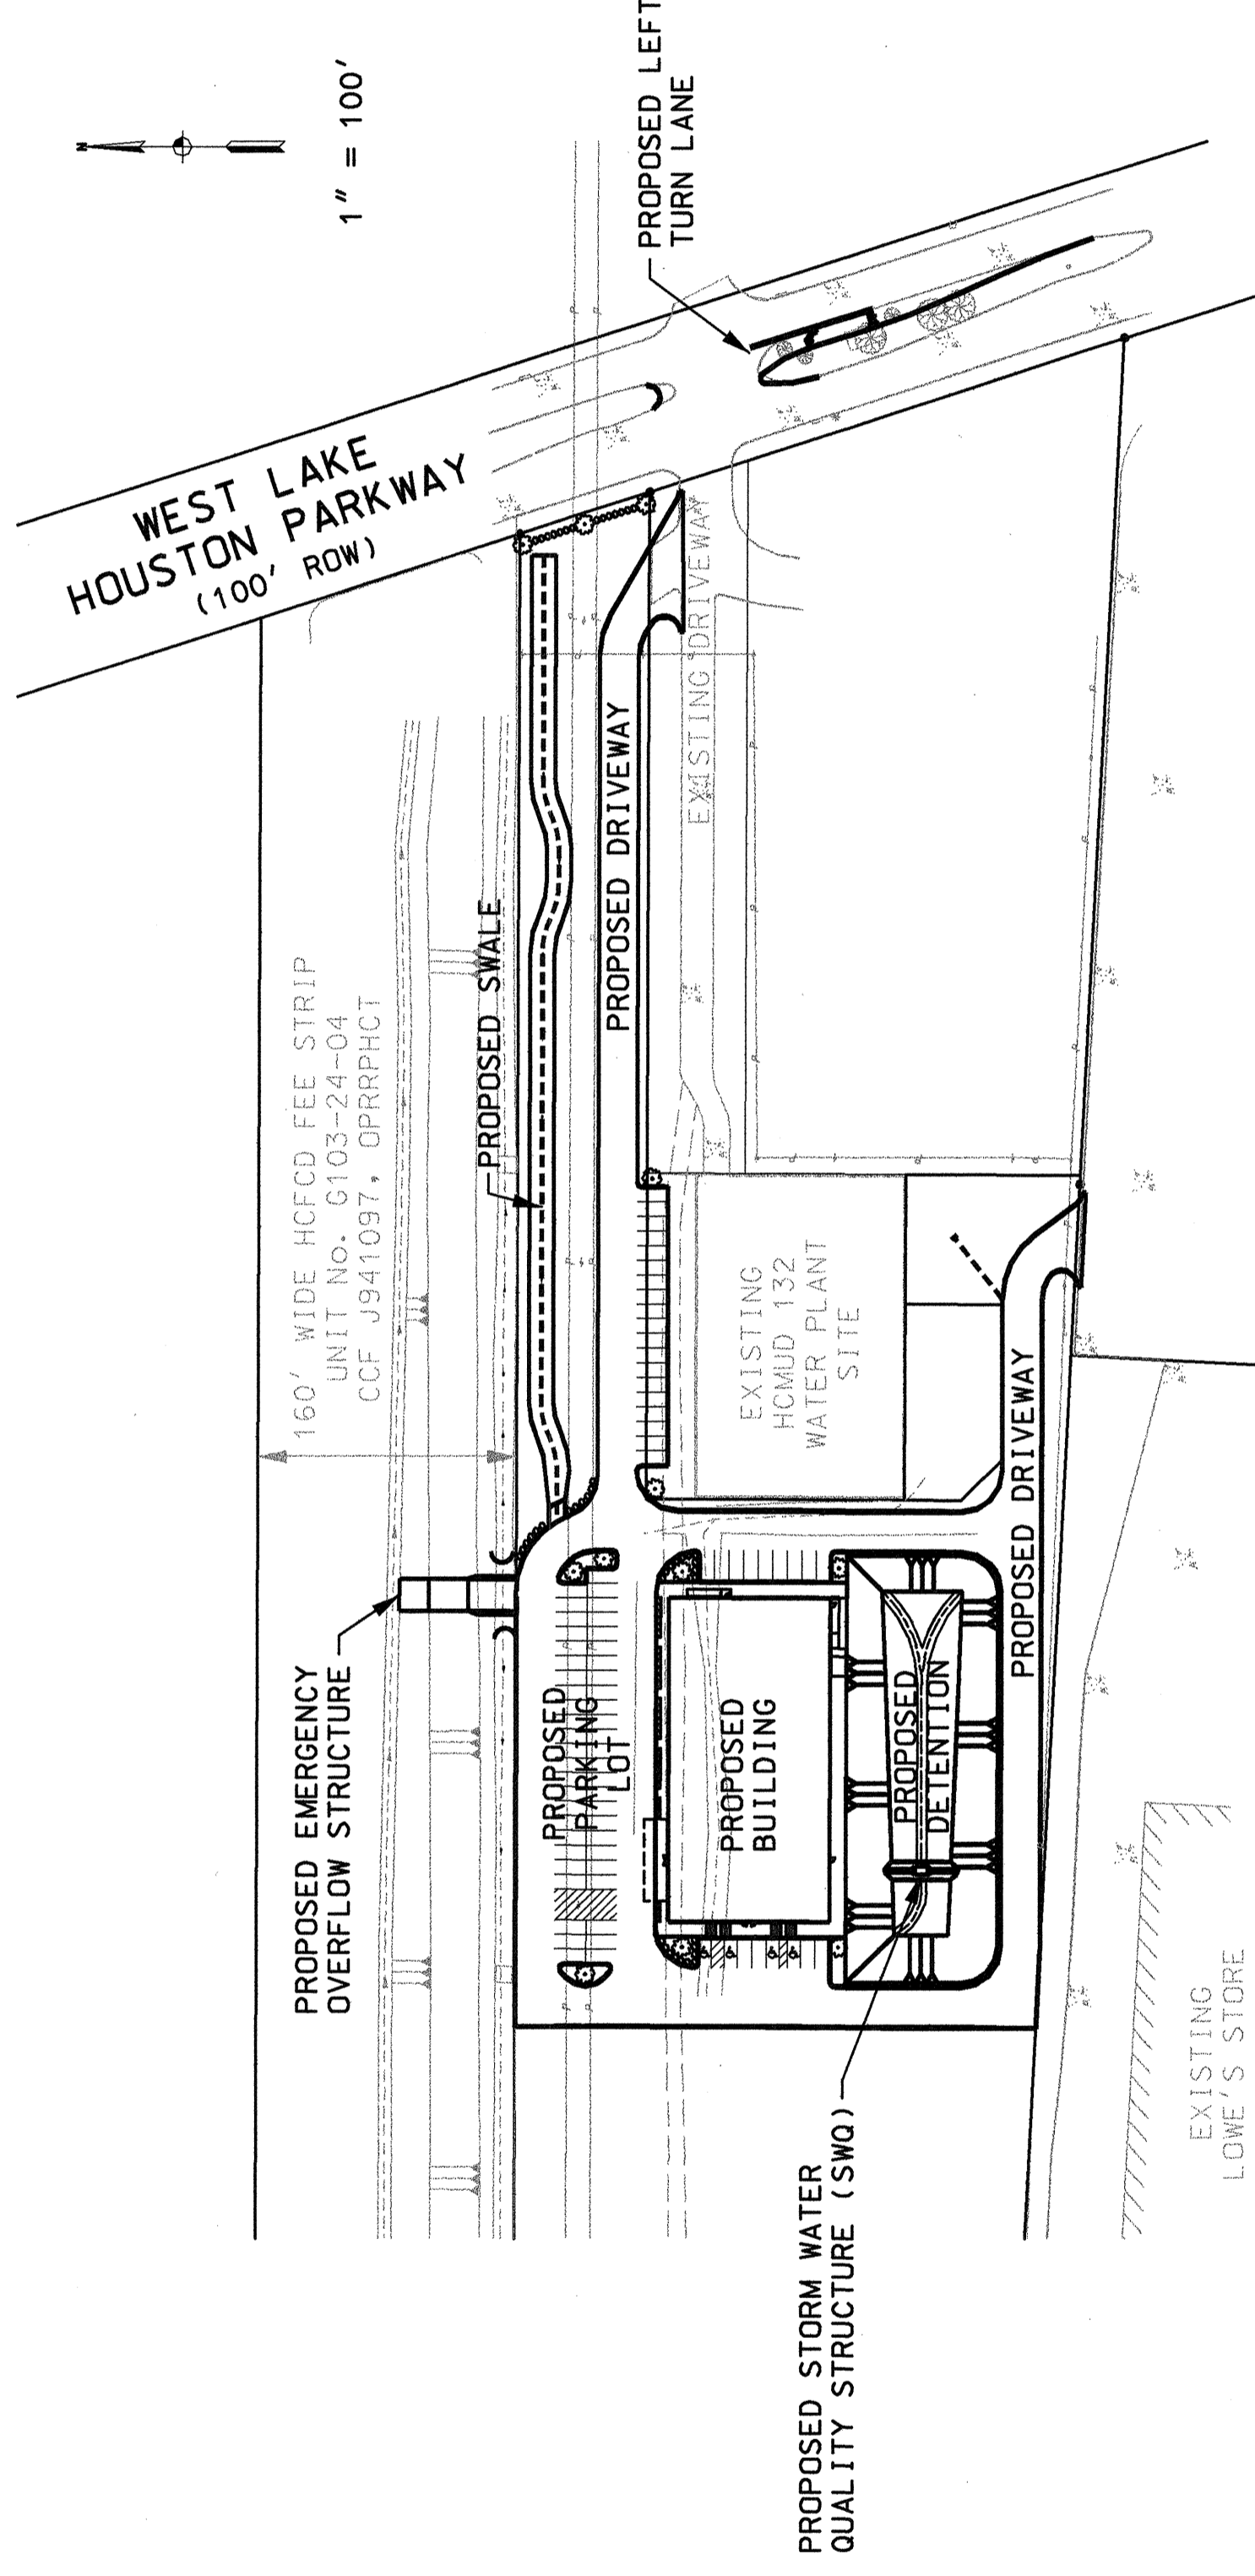 N
1" = 100'
WEST LAKE
HOUSTON PARKWAY
(100' ROW)
PROPOSED LEFT
TURN LANE
160' WIDE HCFCD FEE STRIP
UNIT No. G103-24-04
CCF J941097, OPRRPHCT
PROPOSED SWALE
PROPOSED DRIVEWAY
EXISTING DRIVEWAY
PROPOSED EMERGENCY
OVERFLOW STRUCTURE
PROPOSED
PARKING
LOT
PROPOSED
BUILDING
EXISTING
HCMUD 132
WATER PLANT
SITE
PROPOSED
DETENTION
PROPOSED DRIVEWAY
PROPOSED STORM WATER
QUALITY STRUCTURE (SWQ)
EXISTING
LOWE'S STORE